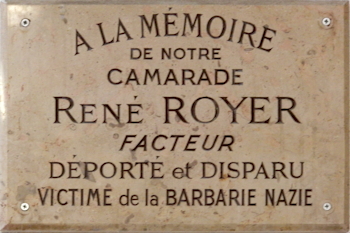 A LA MÉMOIRE
DE NOTRE
CAMARADE
RENÉ ROYER
FACTEUR
DÉPORTÉ et DISPARU
VICTIME de la BARBARIE NAZIE